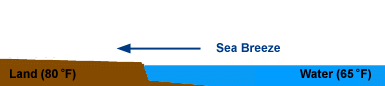 Sea Breeze
Land (80 °F)
Water (65 °F)